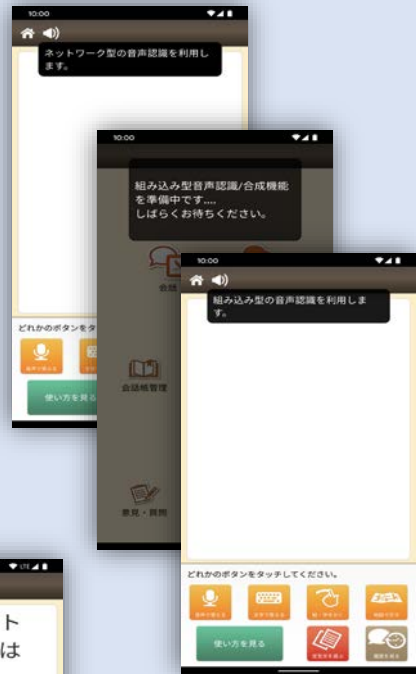 10:00
ネットワーク型の音声認識を利用し
ます。
どれかのボタンをタ
使い方を見る
10:00
組み込み型音声認識/合成機能
を準備中です....
しばらくお待ちください。
会話
会話帳管理
意見・質問
10:00
組み込み型の音声認識を利用しま
す。
どれかのボタンをタッチしてください。
使い方を見る
LTE
ト
は